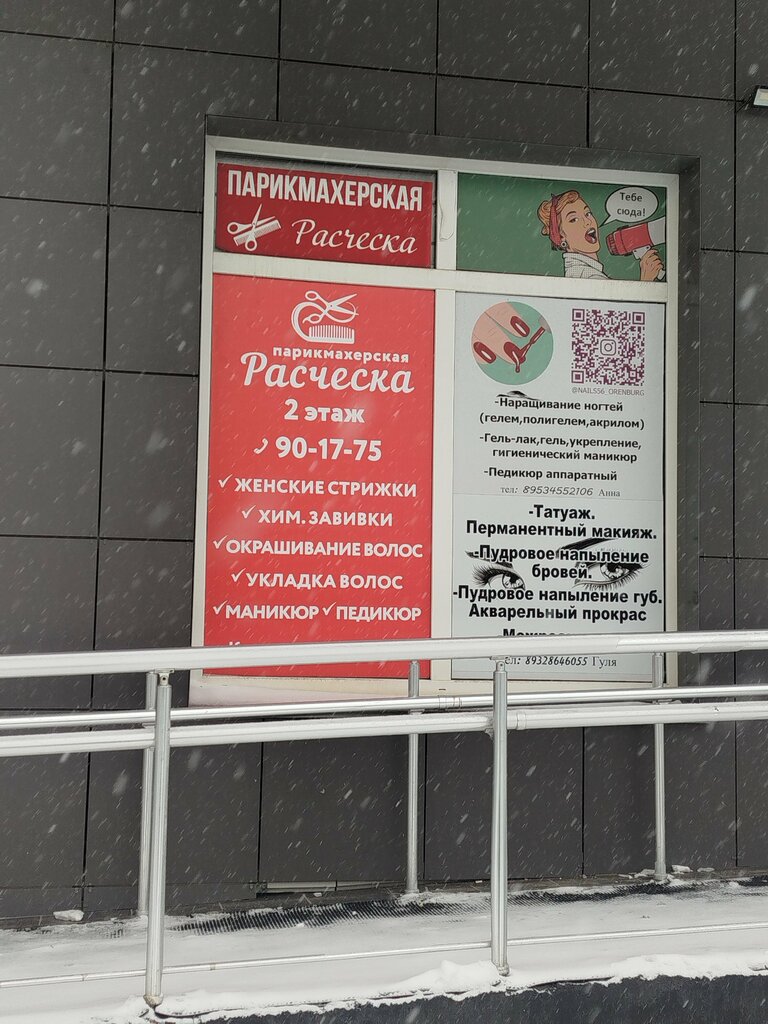 ПАРИКМАХЕРСКАЯ
Расческа
Тебе
сюда!
парикмахерская
Расческа
2 этаж
90-17-75
ЖЕНСКИЕ СТРИЖКИ
ХИМ. ЗАВИВКИ
ОКРАШИВАНИЕ ВОЛОС
УКЛАДКА ВОЛОС
МАНИКЮР ПЕДИКЮР
@NAILS56_ORENBURG
-Наращивание ногтей
(гелем,полигелем,акрилом)
-Гель-лак,гель,укрепление,
гигиенический маникюр
-Педикюр аппаратный
тел: 89534552106 Анна
-Татуаж.
Перманентный макияж.
-Пудровое напыление
бровей.
-Пудровое напыление губ.
Акварельный прокрас
тел: 89328646055 Гуля